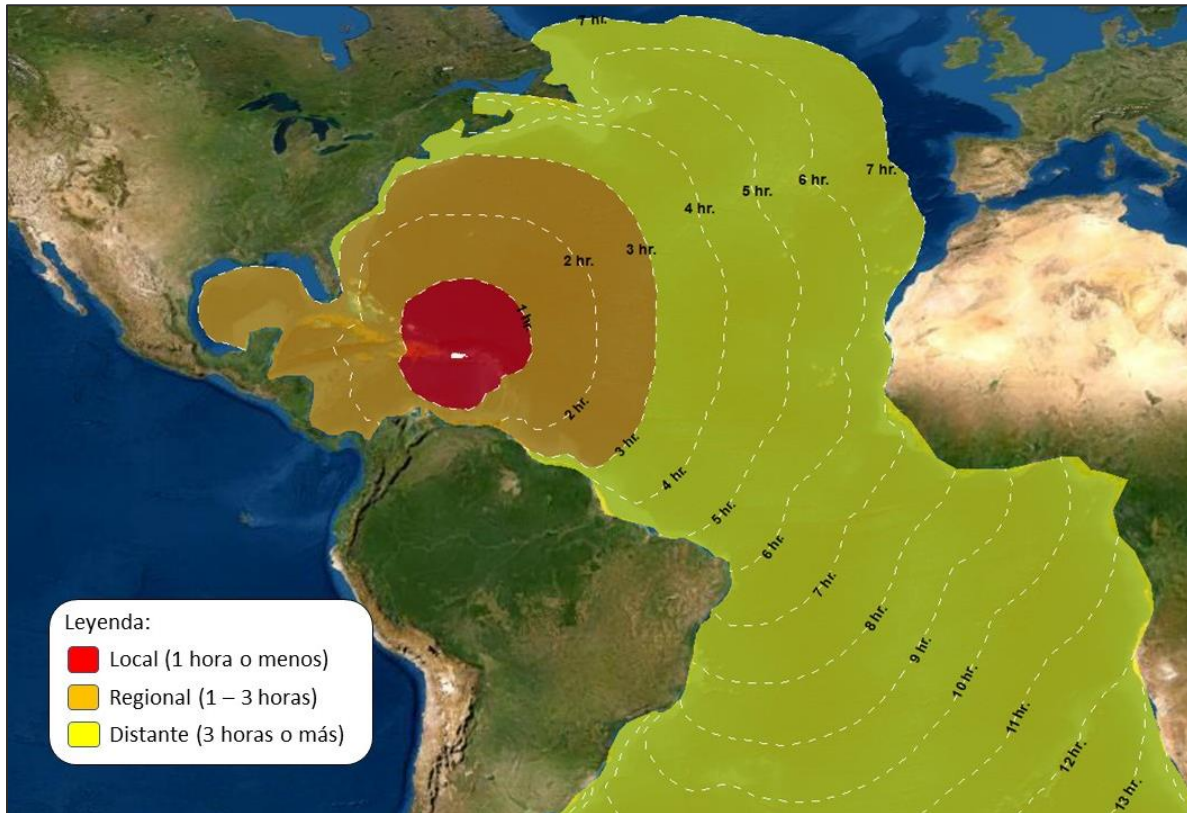 7 hr.
7 hr.
6 hr.
5 hr.
4 hr.
3 hr.
2 hr.
1 hr.
2 hr.
3 hr.
4 hr.
5 hr.
6 hr.
7 hr.
8 hr.
9 hr.
10 hr.
11 hr.
12 hr.
13 hr.
Leyenda:
Local (1 hora o menos)
Regional (1 – 3 horas)
Distante (3 horas o más)